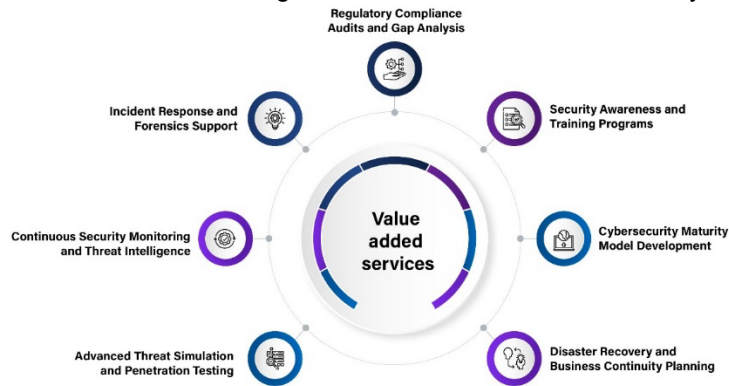 Regulatory Compliance
Audits and Gap Analysis
Incident Response and
Forensics Support
Security Awareness and
Training Programs
Value
added
services
Continuous Security Monitoring
and Threat Intelligence
Cybersecurity Maturity
Model Development
Advanced Threat Simulation
and Penetration Testing
Disaster Recovery and
Business Continuity Planning